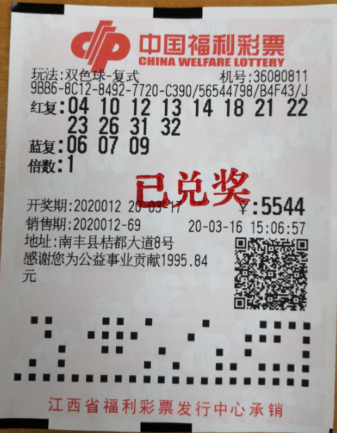 中国福利彩票
CHINA WELFARE LOTTERY
玩法:双色球-复式 机号:36080811
9BB6-8C12-8492-7720-C390/56544798/B4F43/J
红复:04 10 12 13 14 18 21 22
23 26 31 32
蓝复:06 07 09
倍数:1
已兑奖
开奖期:2020012 20-03-17 ¥:5544
销售期:2020012-69 20-03-16 15:06:57
地址:南丰县桔都大道8号
感谢您为公益事业贡献1995.84
元
江西省福利彩票发行中心承销